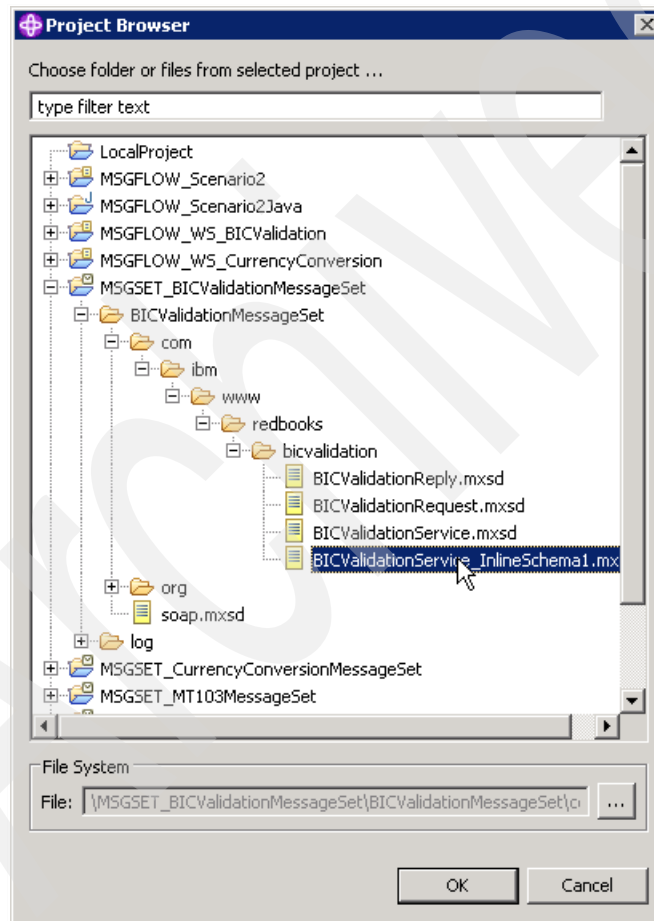 Project Browser
Choose folder or files from selected project ...
type filter text
LocalProject
MSGFLOW_Scenario2
MSGFLOW_Scenario2Java
MSGFLOW_WS_BICValidation
MSGFLOW_WS_CurrencyConversion
MSGSET_BICValidationMessageSet
BICValidationMessageSet
com
ibm
www
redbooks
bicvalidation
BICValidationReply.mxsd
BICValidationRequest.mxsd
BICValidationService.mxsd
BICValidationService_InlineSchema1.mx
org
soap.mxsd
log
MSGSET_CurrencyConversionMessageSet
MSGSET_MT103MessageSet
File System
File: \MSGSET_BICValidationMessageSet\BICValidationMessageSet\c ...
OK Cancel